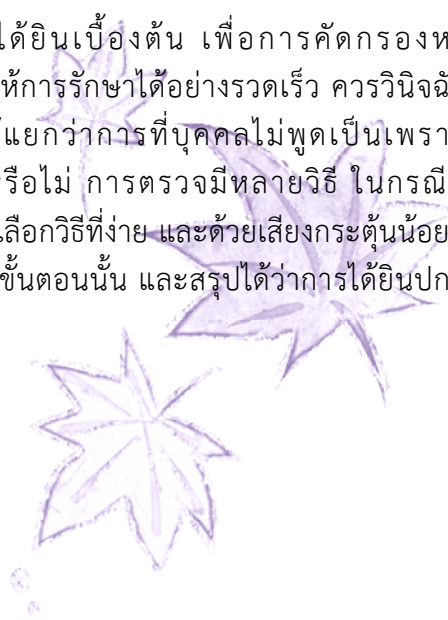 ได้ยินเบื้องต้น เพื่อการคัดกรองห
ห้การรักษาได้อย่างรวดเร็ว ควรวินิจฉั
แยกว่าการที่บุคคลไม่พูดเป็นเพรา
รือไม่ การตรวจมีหลายวิธี ในกรณี
เลือกวิธีที่ง่าย และด้วยเสียงกระตุ้นน้อย
ขั้นตอนนั้น และสรุปได้ว่าการได้ยินปก